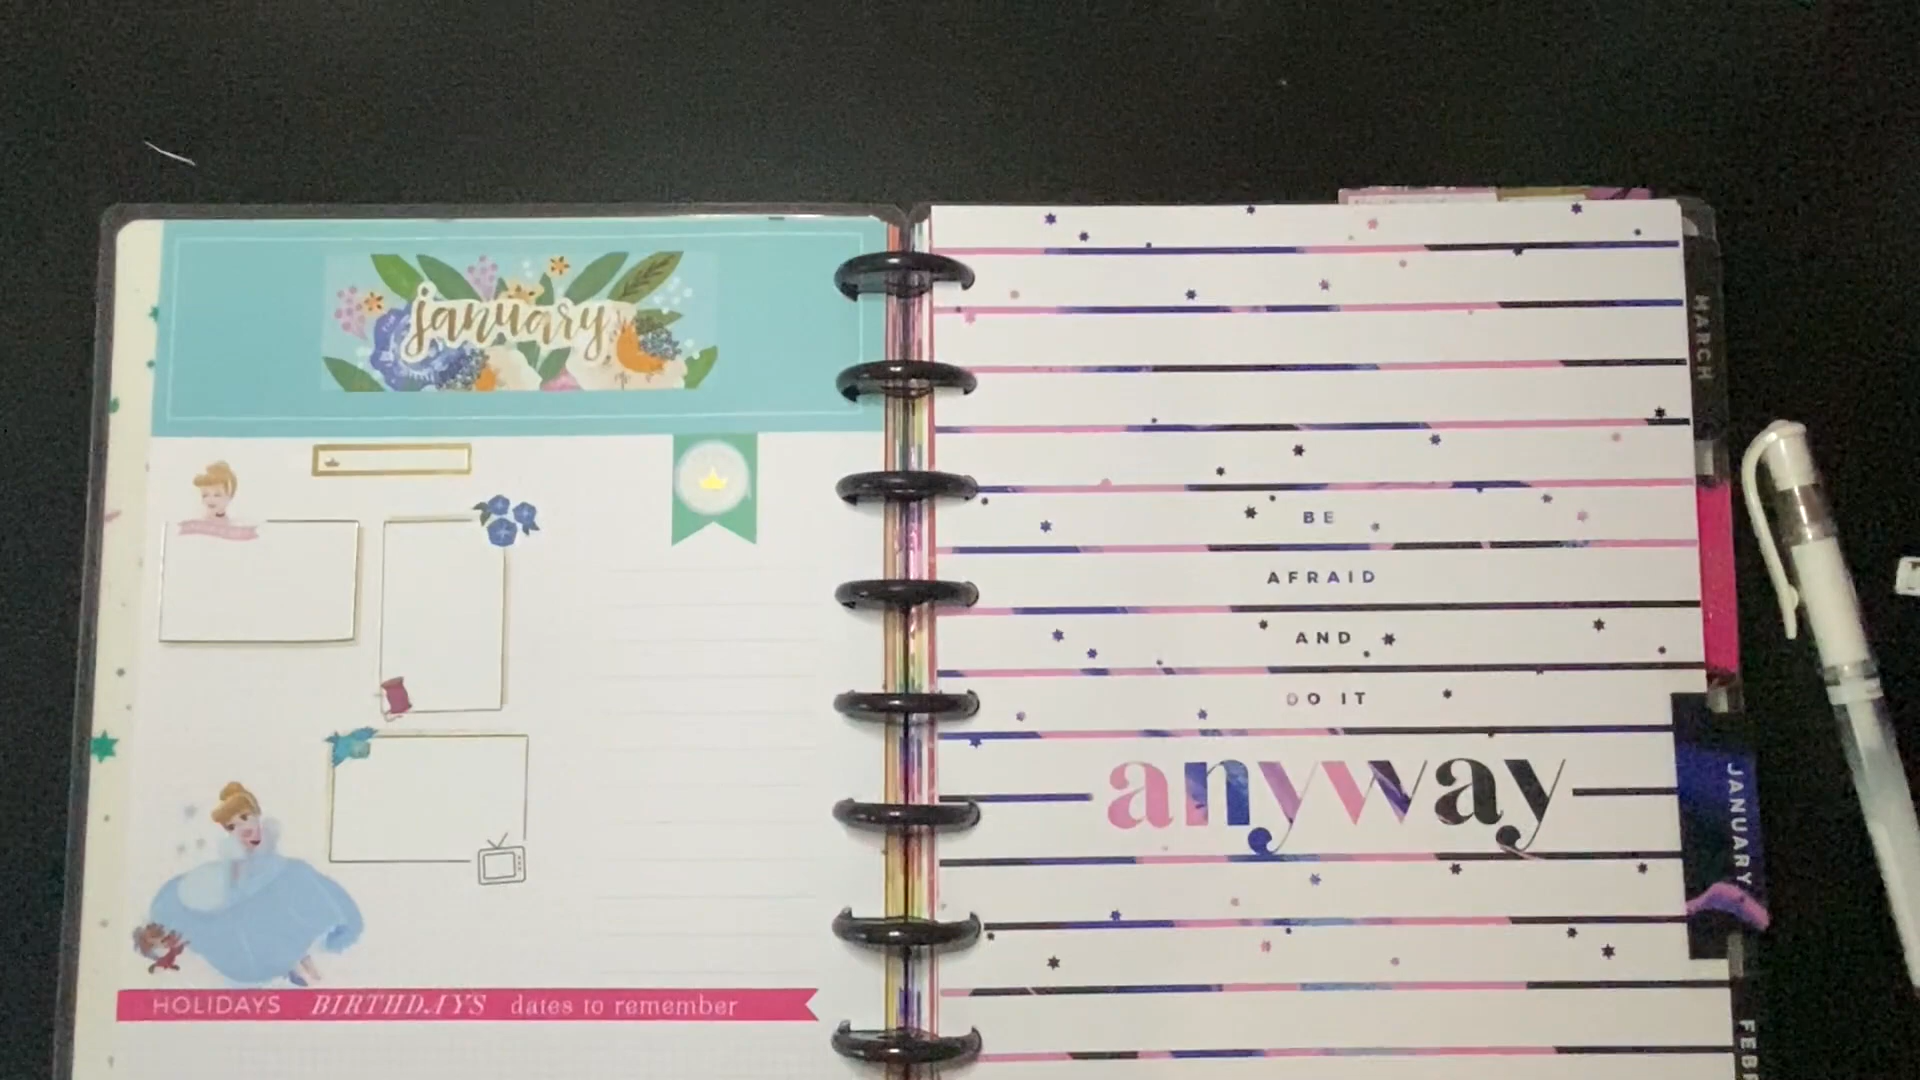 january
HOLIDAYS BIRTHDAYS dates to remember
BE
AFRAID
AND
DO IT
anyway
MARCH
JANUARY